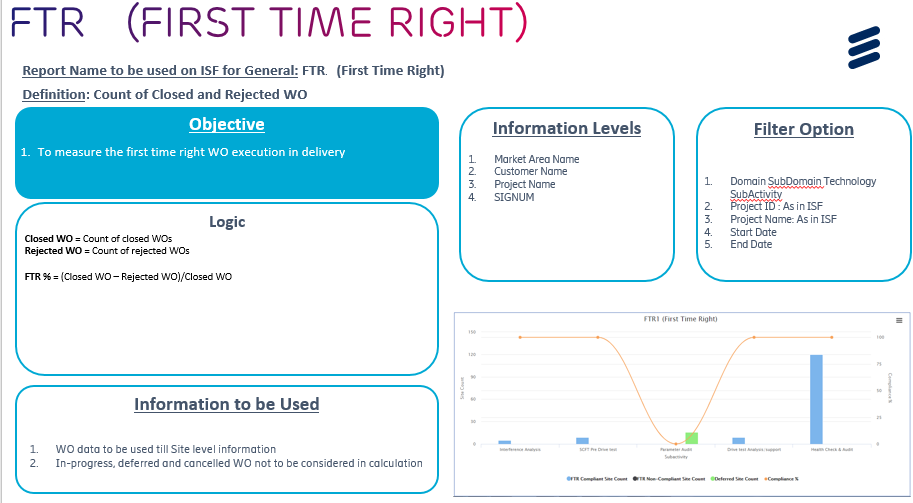 FTR (FIRST TIME RIGHT)
Report Name to be used on ISF for General: FTR. (First Time Right)
Definition: Count of Closed and Rejected WO
Objective
1. To measure the first time right WO execution in delivery
Logic
Closed WO = Count of closed WOs
Rejected WO = Count of rejected WOs
FTR % = (Closed WO – Rejected WO)/Closed WO
Information to be Used
1. WO data to be used till Site level information
2. In-progress, deferred and cancelled WO not to be considered in calculation
Information Levels
1. Market Area Name
2. Customer Name
3. Project Name
4. SIGNUM
Filter Option
1. Domain SubDomain Technology
SubActivity
2. Project ID : As in ISF
3. Project Name: As in ISF
4. Start Date
5. End Date
FTR1 (First Time Right)
150
120
90
60
30
0
Site Count
100
75
50
25
0
Compliance %
Interference Analysis
SCFT Pre Drive test
Parameter Audit
Drive test Analysis /support
Health Check & Audit
Subactivity
FTR Compliant Site Count
FTR Non-Compliant Site Count
Deferred Site Count
Compliance %